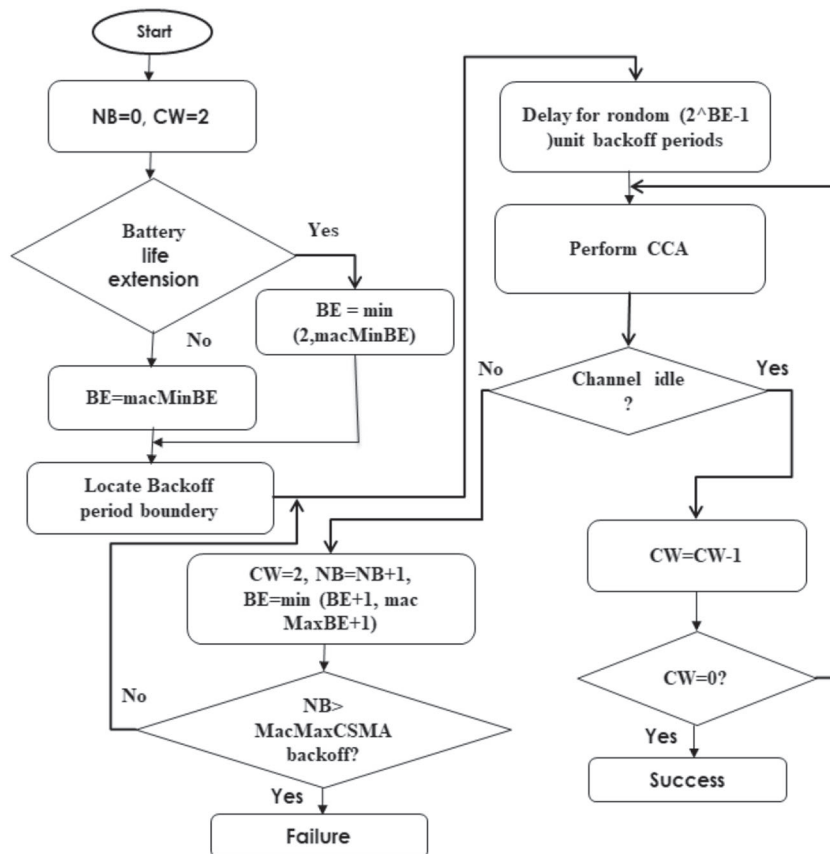 Start
NB=0, CW=2
Battery
life
extension
Yes
BE = min
(2,macMinBE)
No
BE=macMinBE
Locate Backoff
period boundery
Delay for rondom (2^BE-1
)unit backoff periods
Perform CCA
Channel idle
?
No
Yes
CW=2, NB=NB+1,
BE=min (BE+1, mac
MaxBE+1)
No
NB>
MacMaxCSMA
backoff?
Yes
Failure
CW=CW-1
CW=0?
Yes
Success